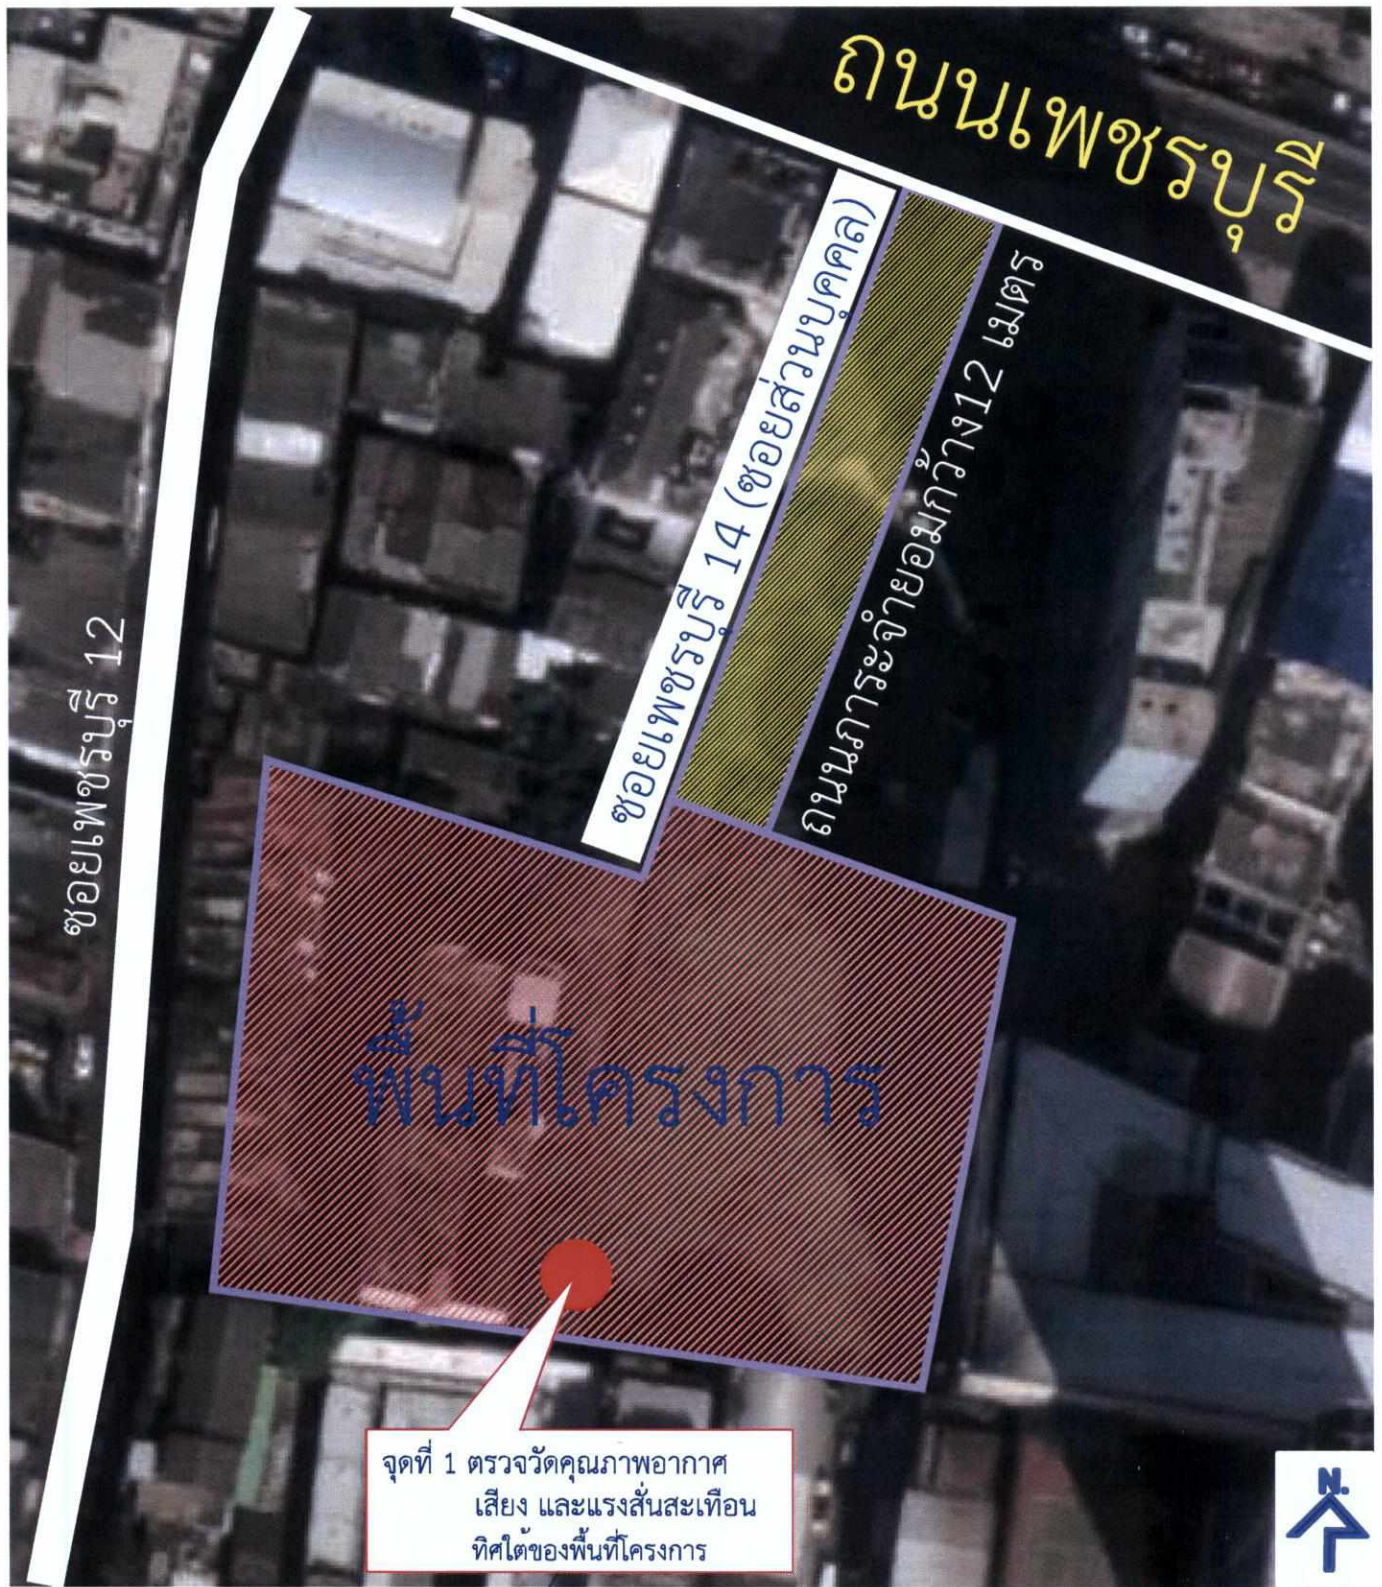 ถนนเพชรบุรี
ซอยเพชรบุรี 14 (ซอยส่วนบุคคล)
ถนนภาระจำยอมกว้าง12 เมตร
ซอยเพชรบุรี 12
พื้นที่โครงการ
จุดที่ 1 ตรวจวัดคุณภาพอากาศ
เสียง และแรงสั่นสะเทือน
ทิศใต้ของพื้นที่โครงการ
N.